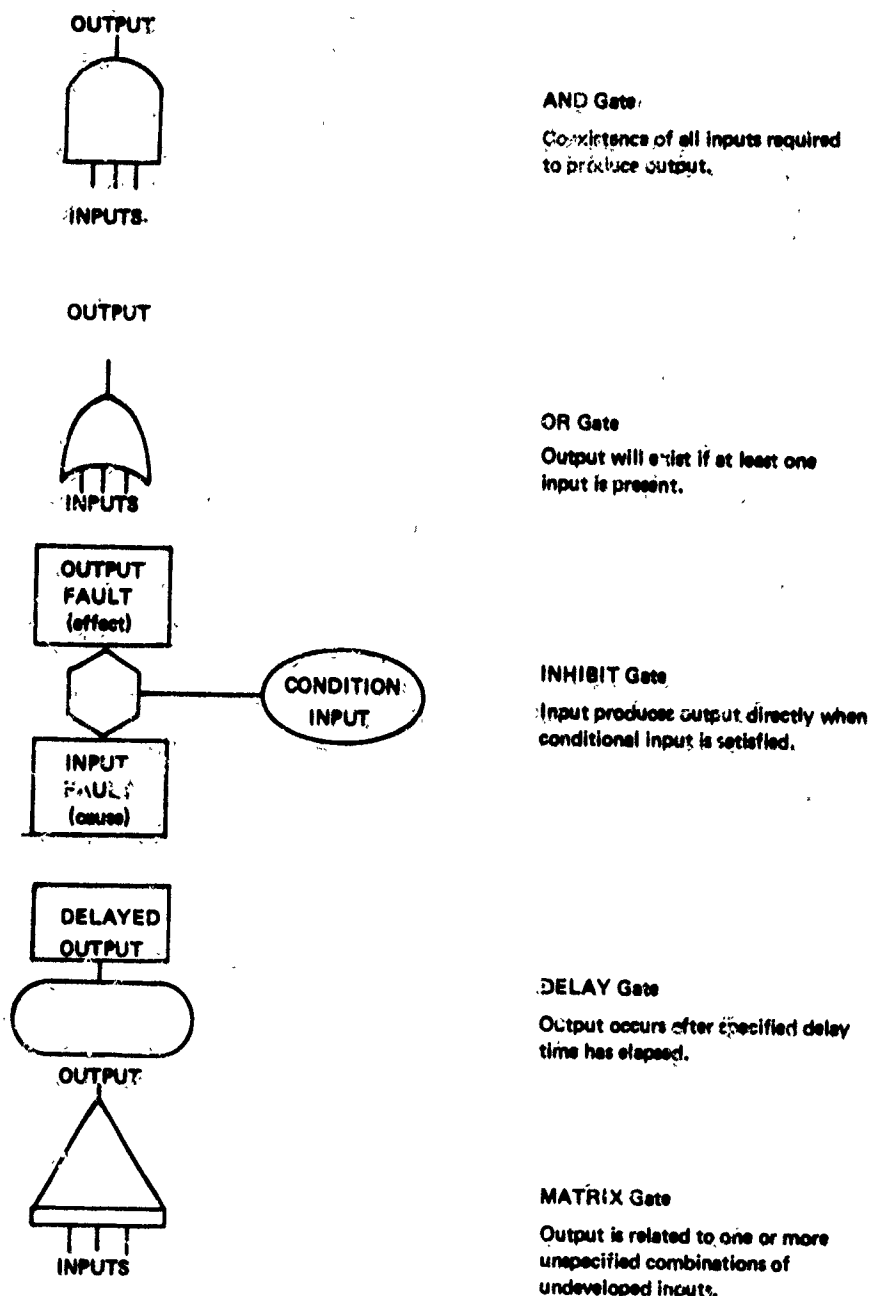 OUTPUT
AND Gate
Coexistence of all inputs required
to produce output.
INPUTS
OUTPUT
OR Gate
Output will exist if at least one
input is present.
INPUTS
OUTPUT
FAULT
(effect)
CONDITION
INPUT
INHIBIT Gate
Input produces output directly when
conditional input is satisfied.
INPUT
FAULT
(cause)
DELAYED
OUTPUT
DELAY Gate
Output occurs after specified delay
time has elapsed.
OUTPUT
MATRIX Gate
Output is related to one or more
unspecified combinations of
undeveloped inputs.
INPUTS